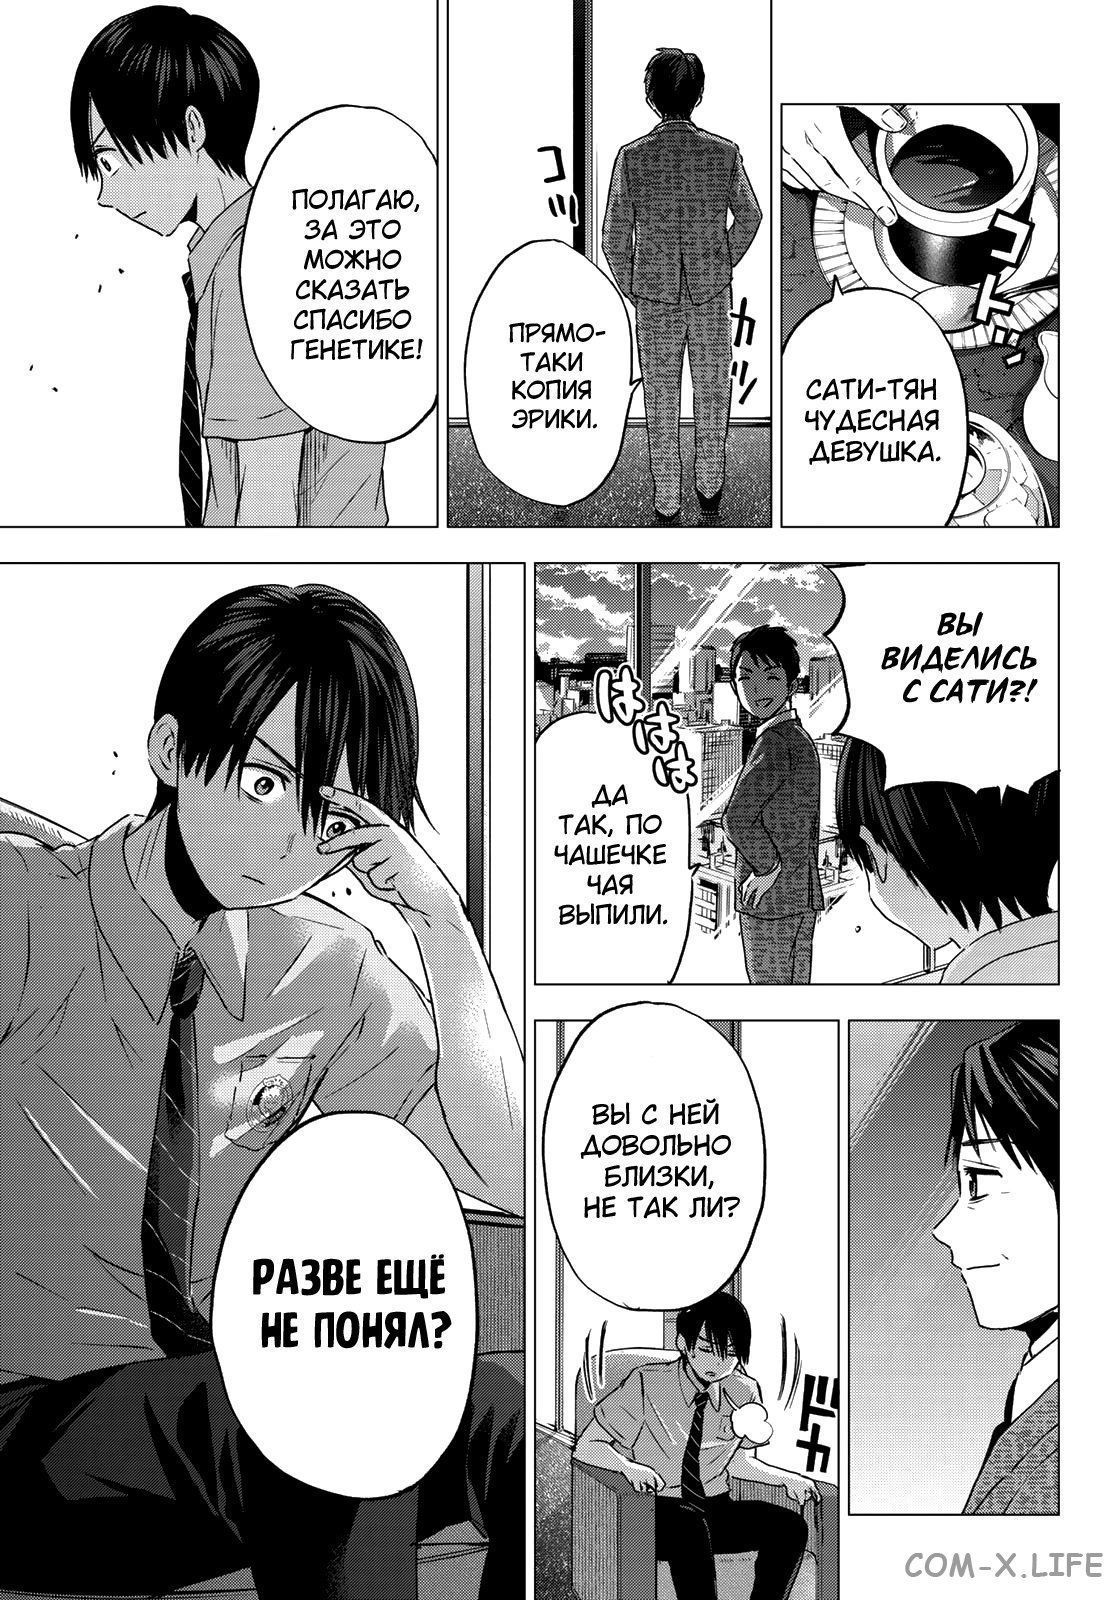 コトッ
САТИ-ТЯН
ЧУДЕСНАЯ
ДЕВУШКА.
コツ
カツ
ПРЯМО-
ТАКИ
КОПИЯ
ЭРИКИ.
ПОЛАГАЮ,
ЗА ЭТО
МОЖНО
СКАЗАТЬ
СПАСИБО
ГЕНЕТИКЕ!
ВЫ
ВИДЕЛИСЬ
С САТИ?!
はははは
ДА
ТАК, ПО
ЧАШЕЧКЕ
ЧАЯ
ВЫПИЛИ.
ВЫ С НЕЙ
ДОВОЛЬНО
БЛИЗКИ,
НЕ ТАК ЛИ?
ドカ
РАЗВЕ ЕЩЁ
НЕ ПОНЯЛ?
COM-X.LIFE